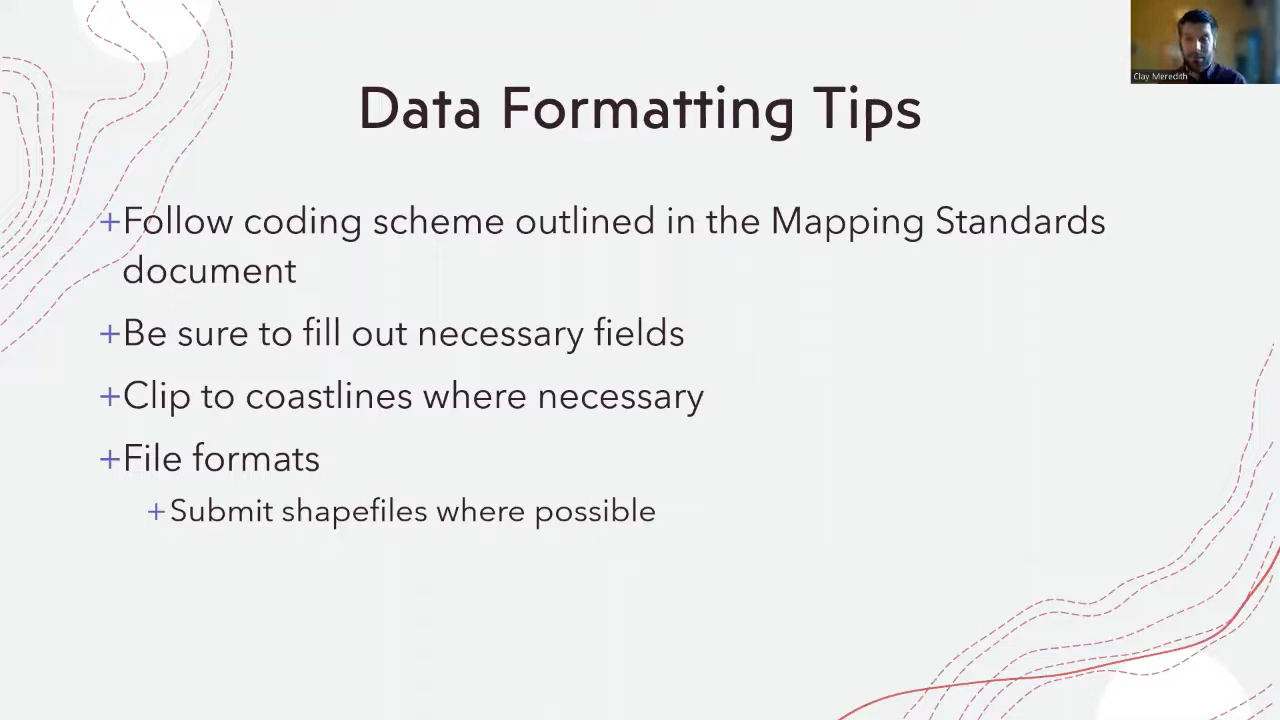 Clay Meredith
Data Formatting Tips
+Follow coding scheme outlined in the Mapping Standards
document
+Be sure to fill out necessary fields
+Clip to coastlines where necessary
+File formats
+Submit shapefiles where possible